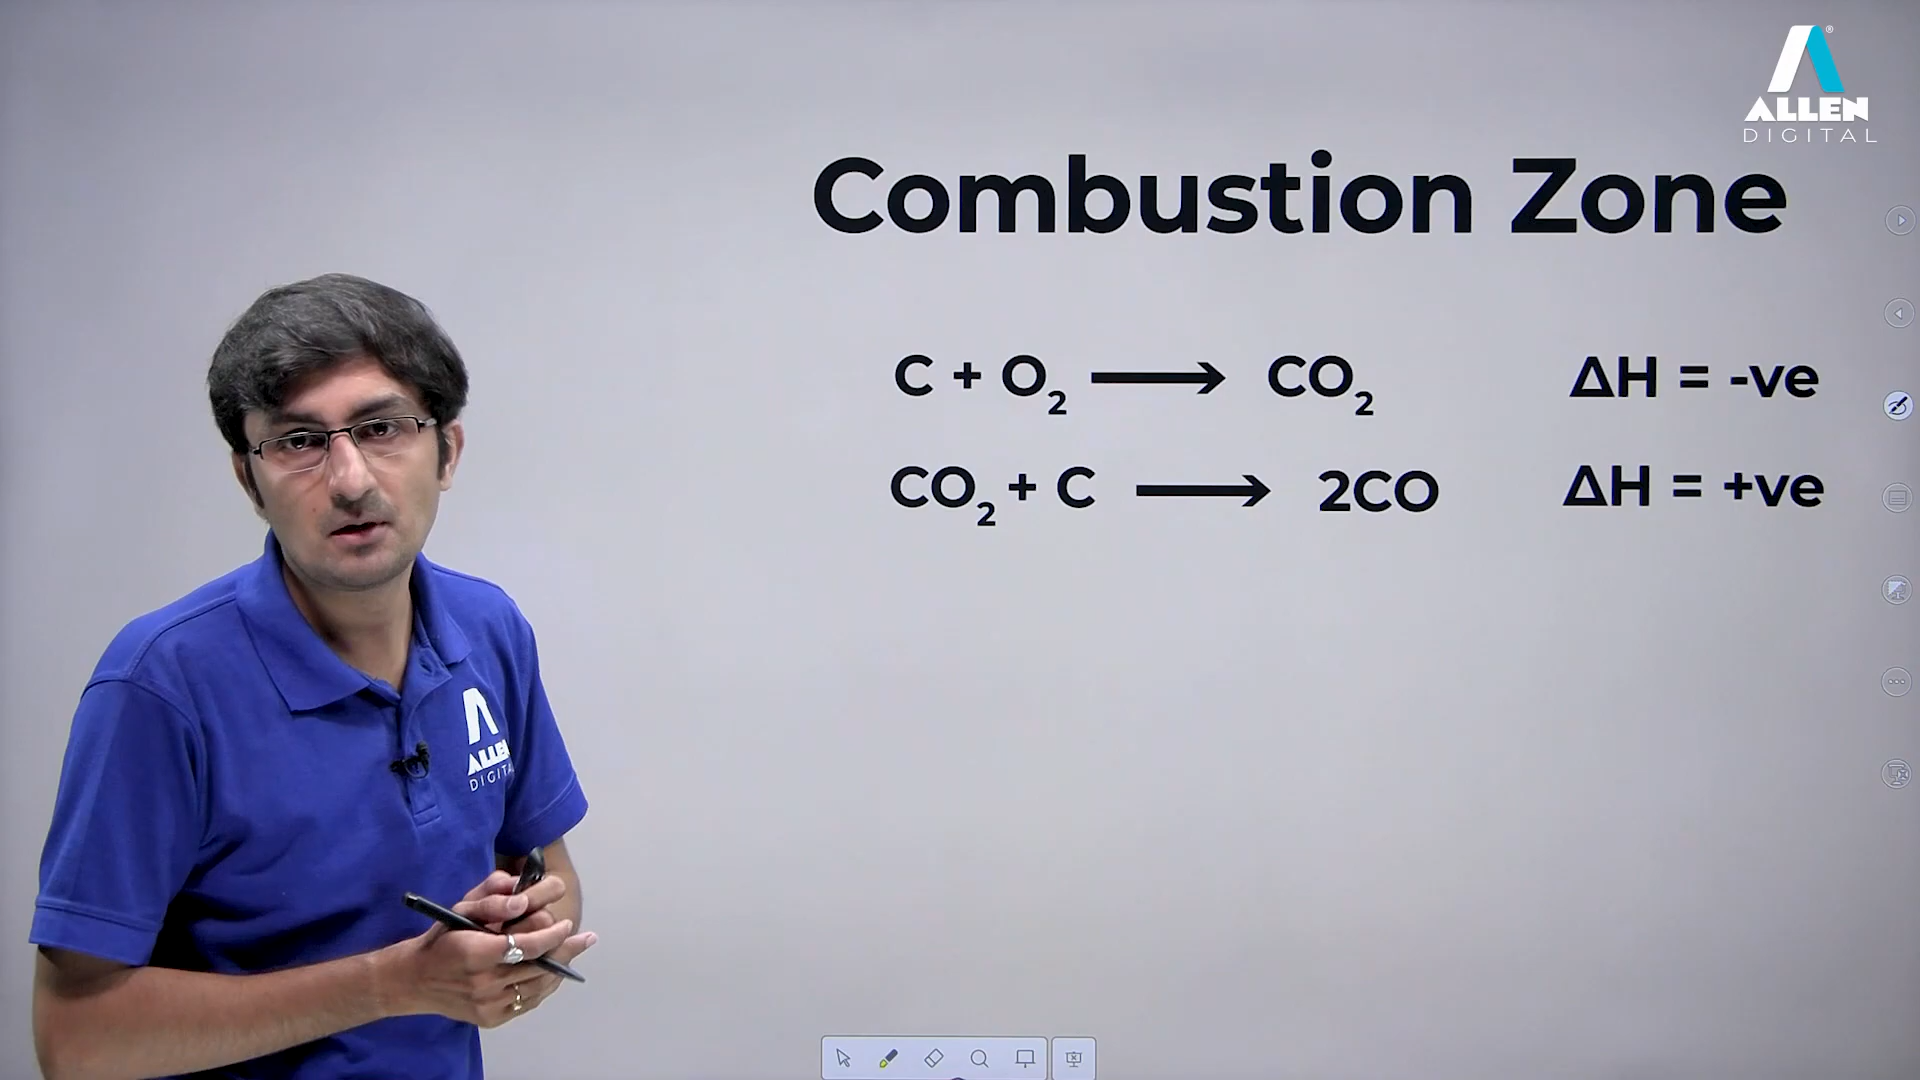 ALLEN
DIGITAL
Combustion Zone
C + O₂ ⟶ CO₂ ΔH = -ve
CO₂ + C ⟶ 2CO ΔH = +ve
ALLEN
DIGITAL